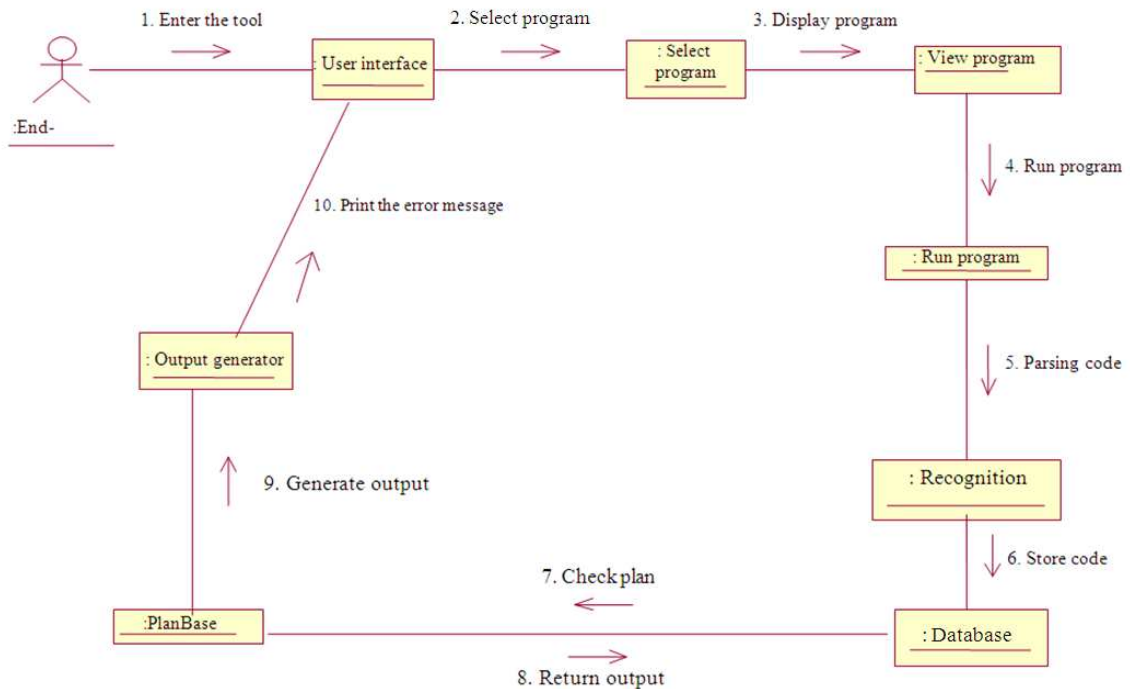 1. Enter the tool
2. Select program
3. Display program
: User interface
: Select
program
: View program
:End-
4. Run program
10. Print the error message
: Run program
: Output generator
5. Parsing code
9. Generate output
: Recognition
6. Store code
7. Check plan
:PlanBase
: Database
8. Return output